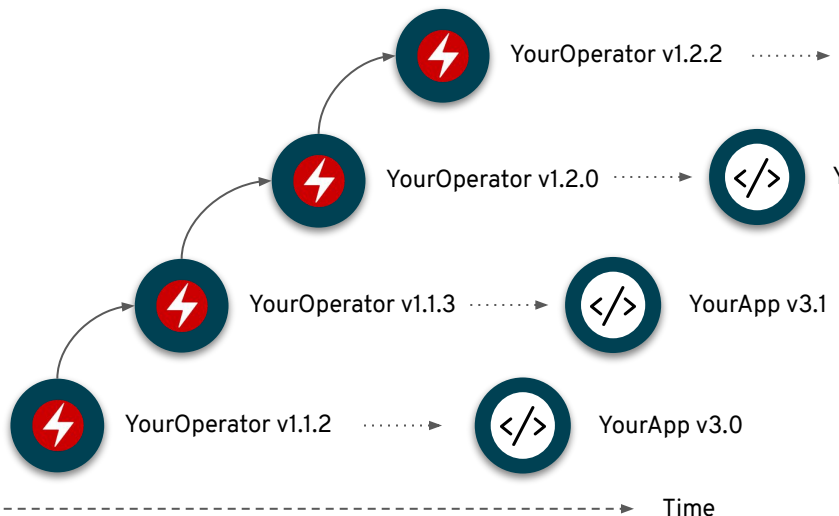 YourOperator v1.2.2
YourOperator v1.2.0
</>
YourOperator v1.1.3
</>
YourApp v3.1
YourOperator v1.1.2
</>
YourApp v3.0
Time